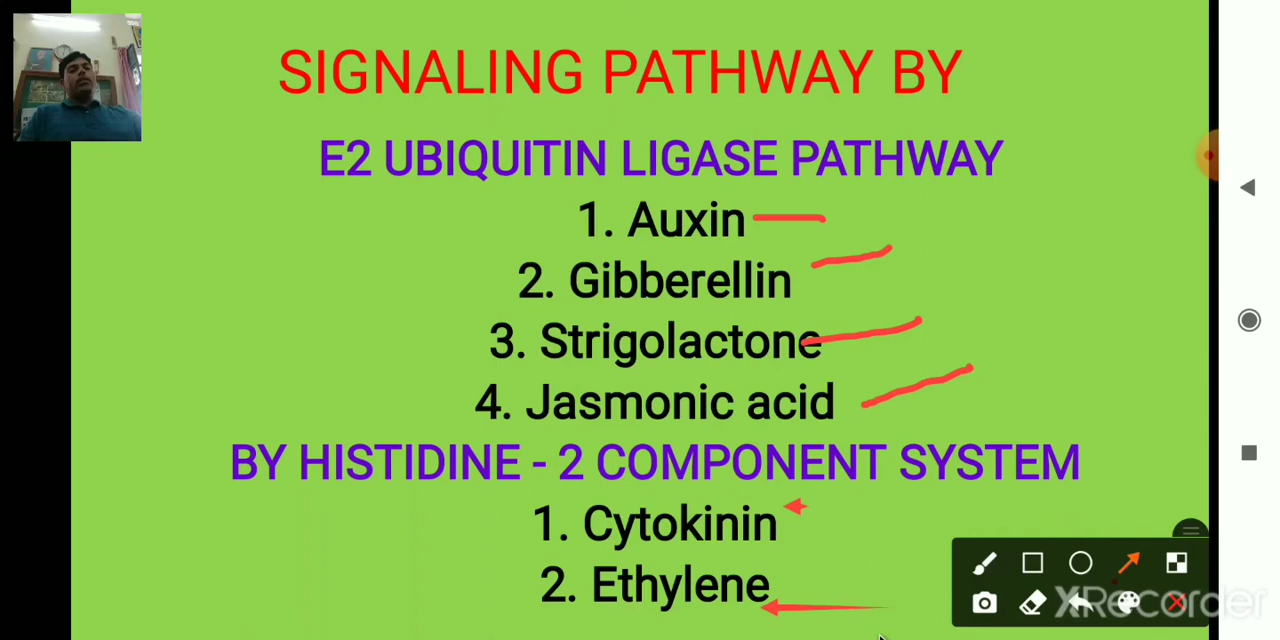 SIGNALING PATHWAY BY
E2 UBIQUITIN LIGASE PATHWAY
1. Auxin
2. Gibberellin
3. Strigolactone
4. Jasmonic acid
BY HISTIDINE - 2 COMPONENT SYSTEM
1. Cytokinin
2. Ethylene
XRecorder